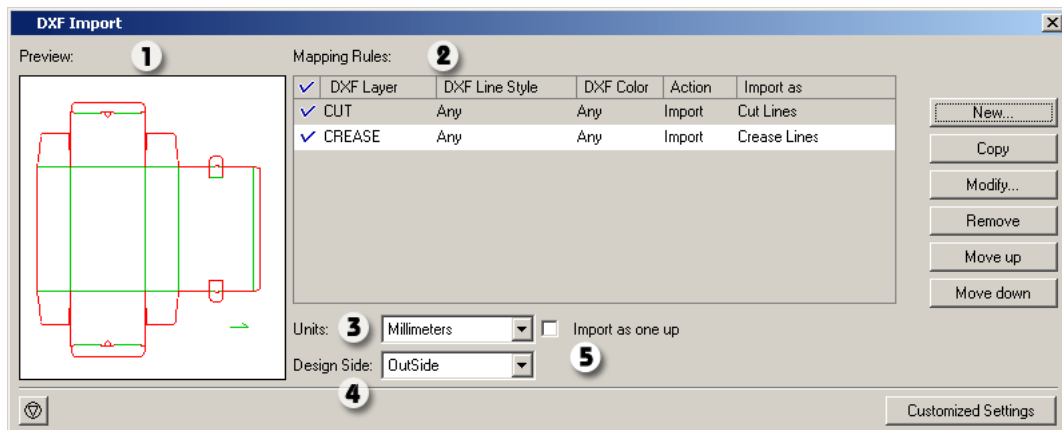 DXF Import
Preview: 1 Mapping Rules: 2
DXF Layer DXF Line Style DXF Color Action Import as
CUT Any Any Import Cut Lines
CREASE Any Any Import Crease Lines
New...
Copy
Modify...
Remove
Move up
Move down
Units: 3 Millimeters Import as one up
Design Side: OutSide 5
4
Customized Settings